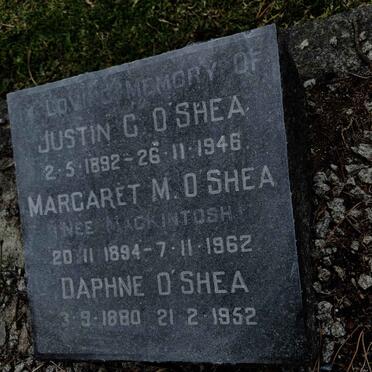 LOVING MEMORY OF
JUSTIN C. O'SHEA
2·5·1892-26·11·1946
MARGARET M. O'SHEA
(NEE MACKINTOSH)
20·11·1894-7·11·1962
DAPHNE O'SHEA
3·9·1880 21·2·1952